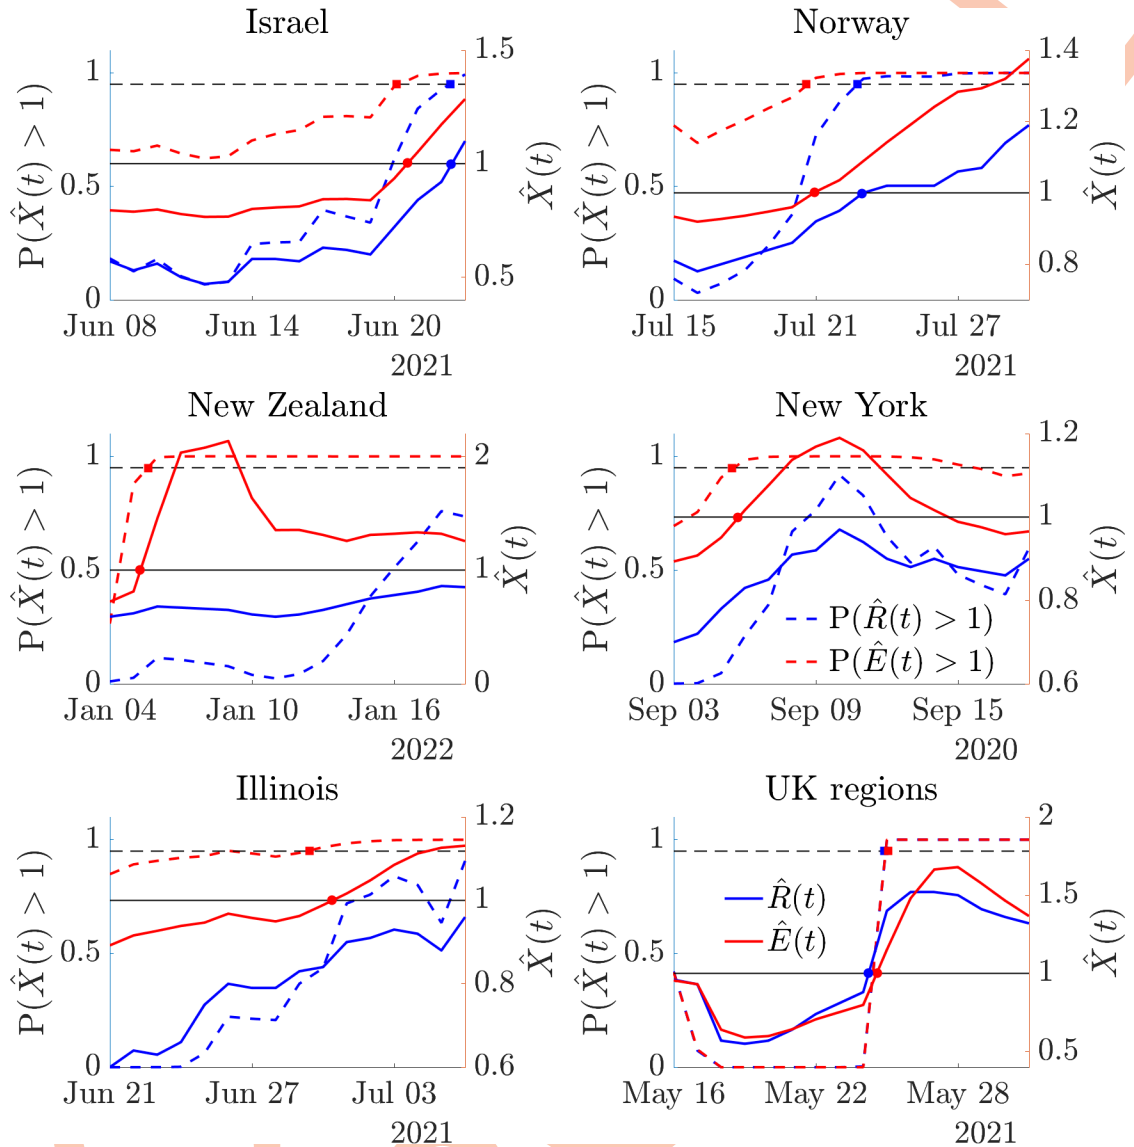 Israel
1.5
1
0.5
1
0.5
0
P(X̂(t) > 1)
X̂(t)
Jun 08 Jun 14 Jun 20
2021
Norway
1.4
1.2
1
0.8
1
0.5
0
P(X̂(t) > 1)
X̂(t)
Jul 15 Jul 21 Jul 27
2021
New Zealand
2
1
0
1
0.5
0
P(X̂(t) > 1)
X̂(t)
Jan 04 Jan 10 Jan 16
2022
New York
1.2
1
0.8
0.6
1
0.5
0
P(X̂(t) > 1)
X̂(t)
P(R̂(t) > 1)
P(Ê(t) > 1)
Sep 03 Sep 09 Sep 15
2020
Illinois
1.2
1
0.8
0.6
1
0.5
0
P(X̂(t) > 1)
X̂(t)
Jun 21 Jun 27 Jul 03
2021
UK regions
2
1.5
1
0.5
1
0.5
0
P(X̂(t) > 1)
X̂(t)
R̂(t)
Ê(t)
May 16 May 22 May 28
2021